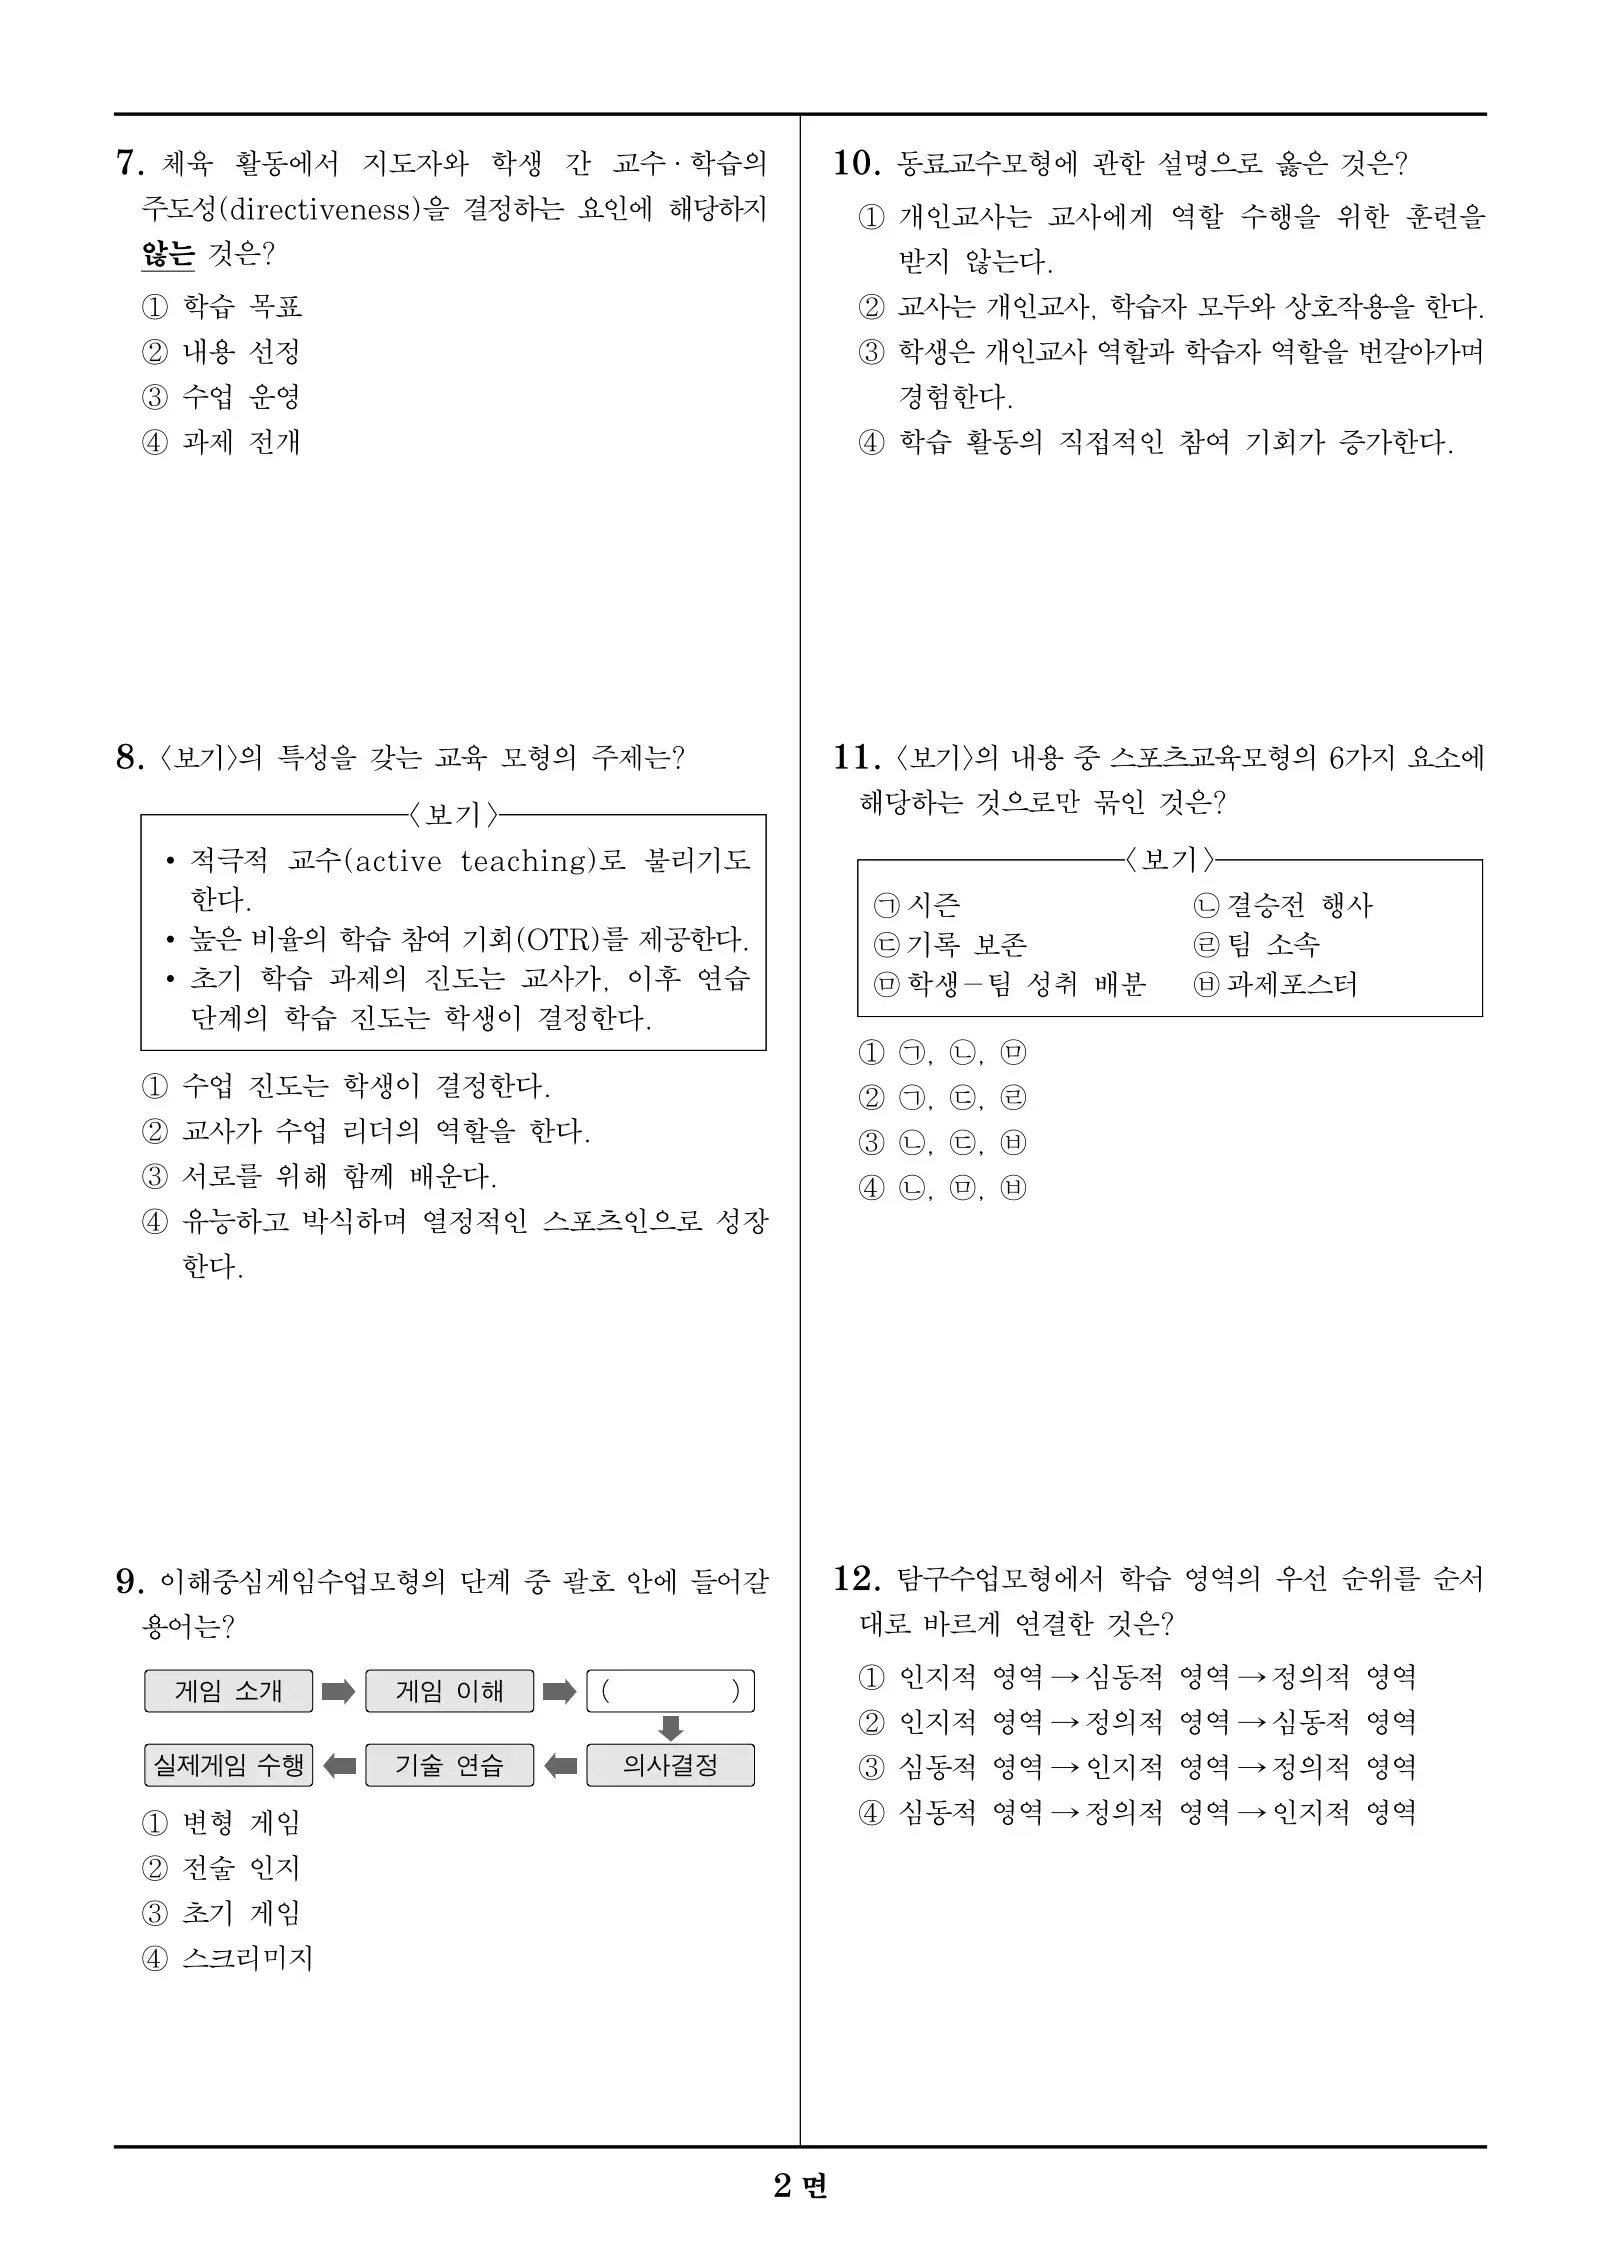 7. 체육 활동에서 지도자와 학생 간 교수·학습의
주도성(directiveness)을 결정하는 요인에 해당하지
않는 것은?
① 학습 목표
② 내용 선정
③ 수업 운영
④ 과제 전개
8. 〈보기〉의 특성을 갖는 교육 모형의 주제는?
〈보기〉
• 적극적 교수(active teaching)로 불리기도
한다.
• 높은 비율의 학습 참여 기회(OTR)를 제공한다.
• 초기 학습 과제의 진도는 교사가, 이후 연습
단계의 학습 진도는 학생이 결정한다.
① 수업 진도는 학생이 결정한다.
② 교사가 수업 리더의 역할을 한다.
③ 서로를 위해 함께 배운다.
④ 유능하고 박식하며 열정적인 스포츠인으로 성장
한다.
9. 이해중심게임수업모형의 단계 중 괄호 안에 들어갈
용어는?
게임 소개 ➡ 게임 이해 ➡ ( )
⬇
실제게임 수행 ⬅ 기술 연습 ⬅ 의사결정
① 변형 게임
② 전술 인지
③ 초기 게임
④ 스크리미지
10. 동료교수모형에 관한 설명으로 옳은 것은?
① 개인교사는 교사에게 역할 수행을 위한 훈련을
받지 않는다.
② 교사는 개인교사, 학습자 모두와 상호작용을 한다.
③ 학생은 개인교사 역할과 학습자 역할을 번갈아가며
경험한다.
④ 학습 활동의 직접적인 참여 기회가 증가한다.
11. 〈보기〉의 내용 중 스포츠교육모형의 6가지 요소에
해당하는 것으로만 묶인 것은?
〈보기〉
㉠ 시즌 ㉡ 결승전 행사
㉢ 기록 보존 ㉣ 팀 소속
㉤ 학생-팀 성취 배분 ㉥ 과제포스터
① ㉠, ㉡, ㉤
② ㉠, ㉢, ㉣
③ ㉡, ㉢, ㉥
④ ㉡, ㉤, ㉥
12. 탐구수업모형에서 학습 영역의 우선 순위를 순서
대로 바르게 연결한 것은?
① 인지적 영역→심동적 영역→정의적 영역
② 인지적 영역→정의적 영역→심동적 영역
③ 심동적 영역→인지적 영역→정의적 영역
④ 심동적 영역→정의적 영역→인지적 영역
2 면